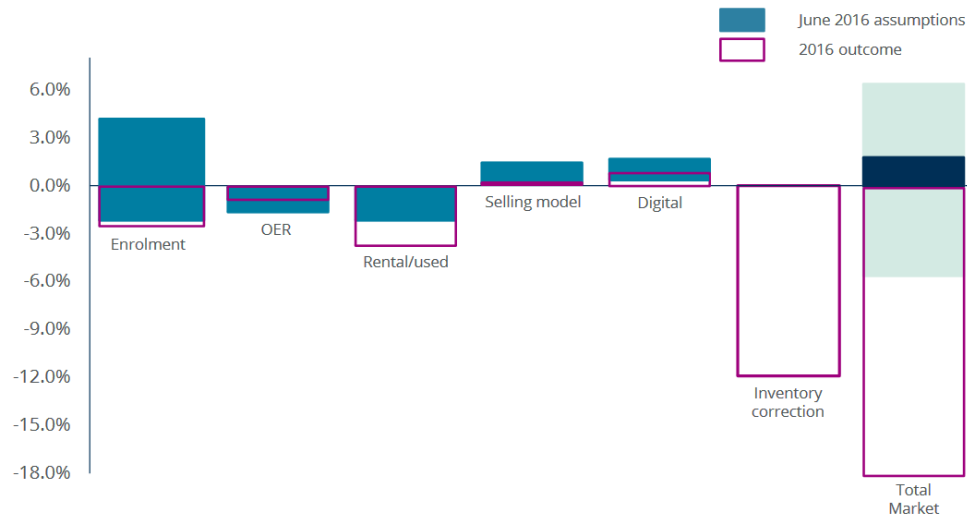 June 2016 assumptions
2016 outcome
6.0%
3.0%
0.0%
-3.0%
-6.0%
-9.0%
-12.0%
-15.0%
-18.0%
Enrolment
OER
Rental/used
Selling model
Digital
Inventory
correction
Total
Market